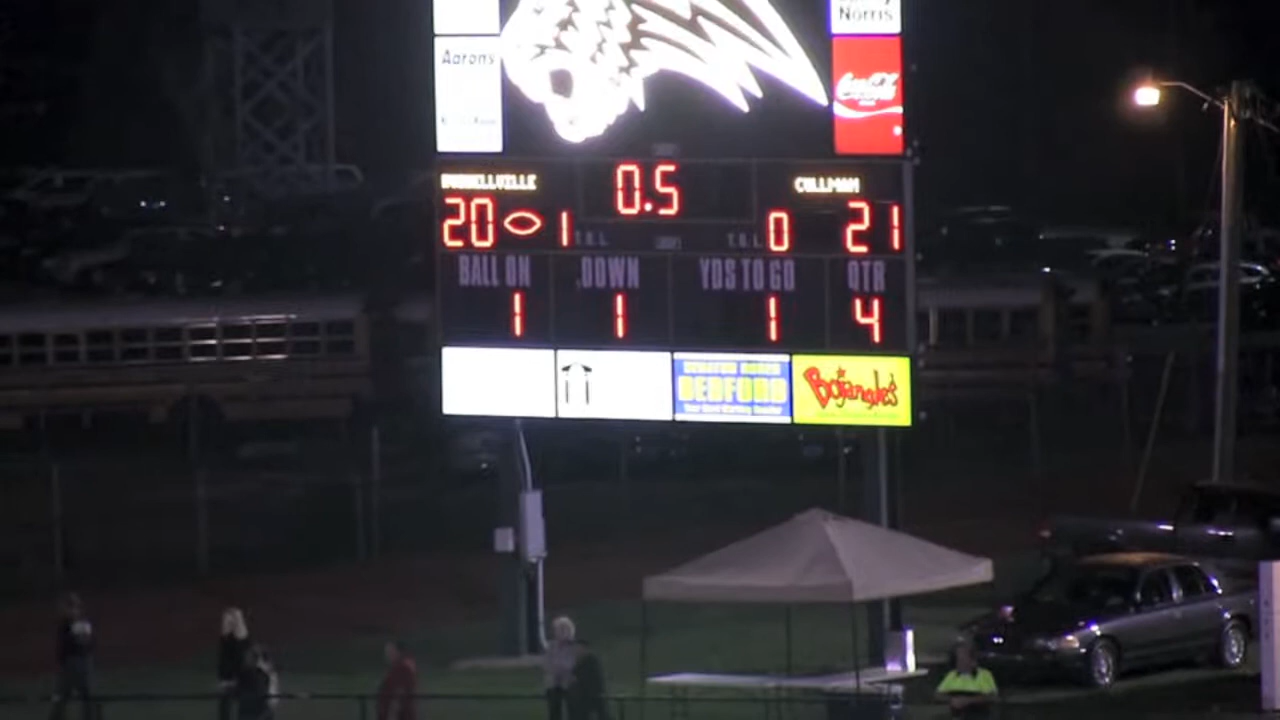 Norris
Aarons
Coca-Cola
0.5
CULLMAN
20 1 T.O.L. T.O.L. 0 21
BALL ON DOWN YDS TO GO QTR
1 1 1 4
BEDFORD
Bojangles'